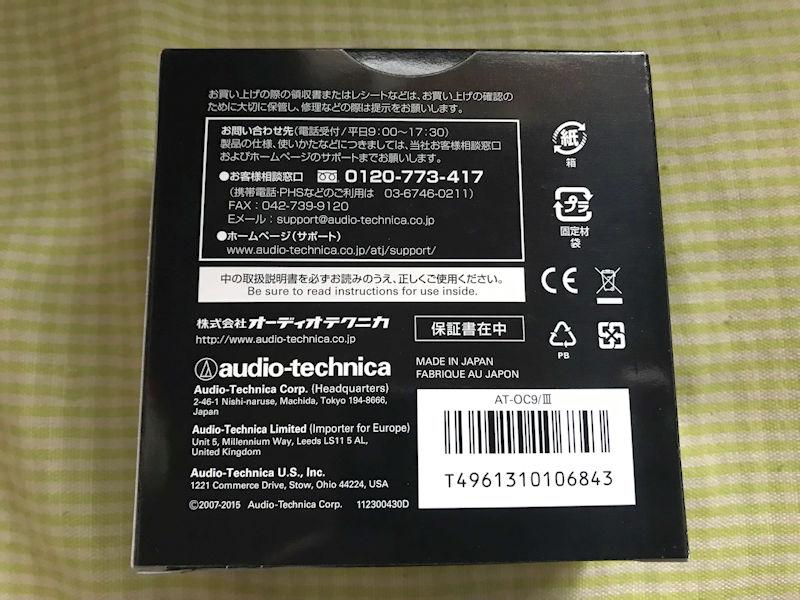 お買い上げの際の領収書またはレシートなどは、お買い上げの確認の
ために大切に保管し、修理などの際は提示をお願いします。
お問い合わせ先（電話受付/平日9：00〜17：30）
製品の仕様、使いかたなどにつきましては、当社お客様相談窓口
およびホームページのサポートまでお願いします。
●お客様相談窓口 0120-773-417
（携帯電話・PHSなどのご利用は 03-6746-0211）
FAX：042-739-9120
Eメール：support@audio-technica.co.jp
●ホームページ（サポート）
www.audio-technica.co.jp/atj/support/
紙
箱
プラ
固定材
袋
中の取扱説明書を必ずお読みのうえ、正しくご使用ください。
Be sure to read instructions for use inside.
CE
株式会社オーディオテクニカ
http://www.audio-technica.co.jp
保証書在中
PB
audio-technica
MADE IN JAPAN
FABRIQUE AU JAPON
Audio-Technica Corp. (Headquarters)
2-46-1 Nishi-naruse, Machida, Tokyo 194-8666,
Japan
Audio-Technica Limited (Importer for Europe)
Unit 5, Millennium Way, Leeds LS11 5 AL,
United Kingdom
Audio-Technica U.S., Inc.
1221 Commerce Drive, Stow, Ohio 44224, USA
©2007-2015 Audio-Technica Corp. 112300430D
AT-OC9/Ⅲ
T4961310106843